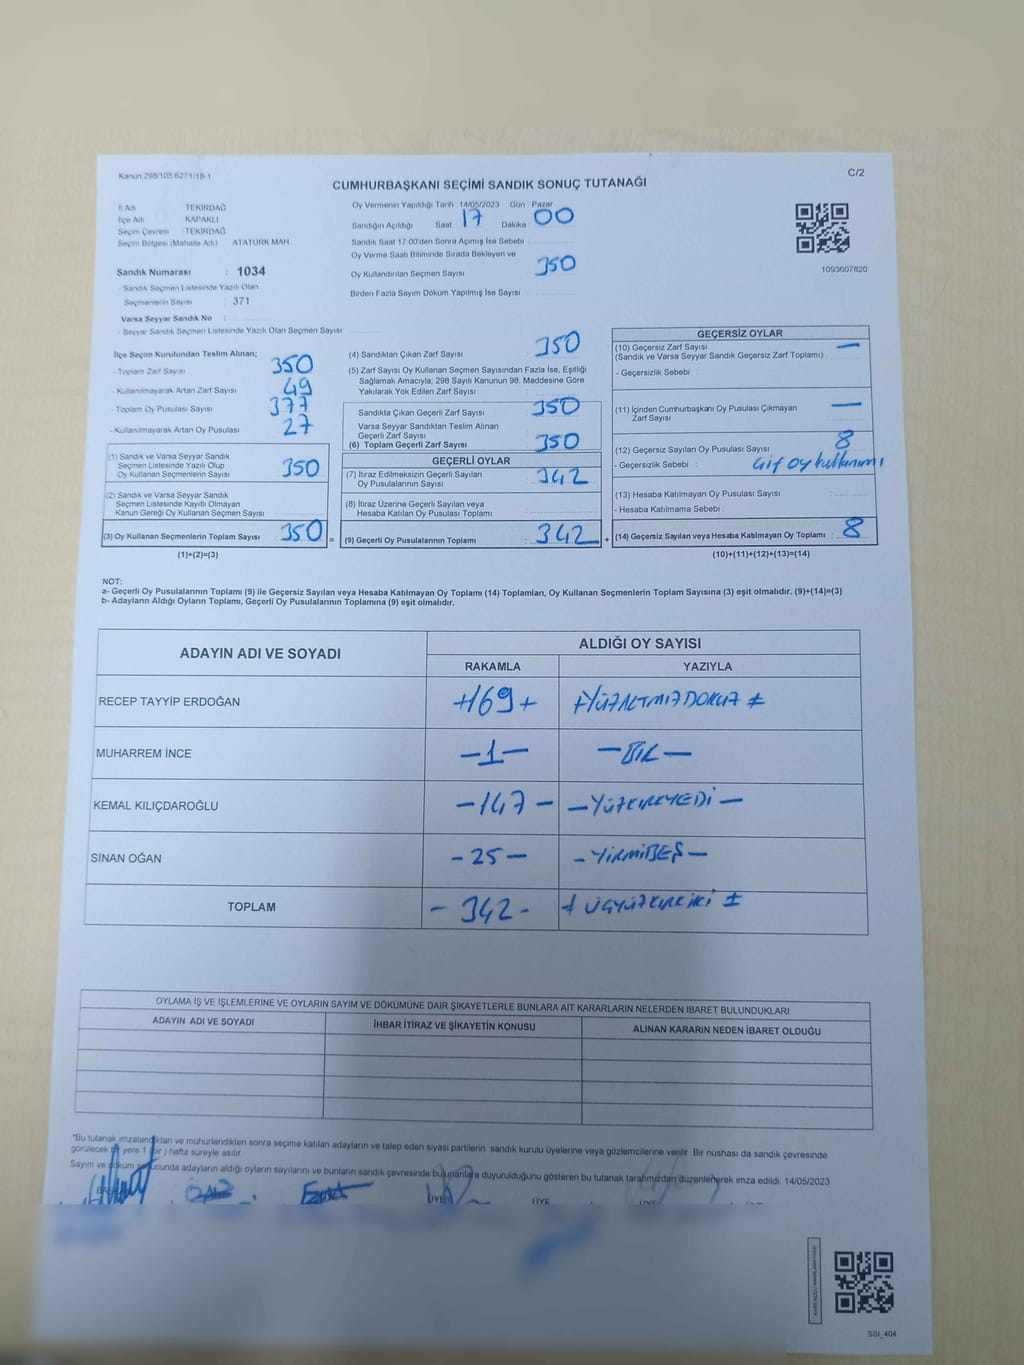 Kanun 298/105 6271/18-1
C/2
CUMHURBAŞKANI SEÇİMİ SANDIK SONUÇ TUTANAĞI
İl Adı TEKİRDAĞ
İlçe Adı KAPAKLI
Seçim Çevresi : TEKİRDAĞ
Seçim Bölgesi (Mahalle Adı) ATATÜRK MAH.
Sandık Numarası : 1034
- Sandık Seçmen Listesinde Yazılı Olan
Seçmenlerin Sayısı : 371
Varsa Seyyar Sandık No :
- Seyyar Sandık Seçmen Listesinde Yazılı Olan Seçmen Sayısı
Oy Vermenin Yapıldığı Tarih 14/05/2023 Gün : Pazar
Sandığın Açıldığı Saat 17 Dakika 00
Sandık Saat 17.00'den Sonra Açımış İse Sebebi
Oy Verme Saati Bitiminde Sırada Bekleyen ve
Oy Kullandırılan Seçmen Sayısı 350
Birden Fazla Sayım Döküm Yapılmış İse Sayısı
1093607820
İlçe Seçim Kurulundan Teslim Alınan;
- Toplam Zarf Sayısı 350
- Kullanılmayarak Artan Zarf Sayısı 49
- Toplam Oy Pusulası Sayısı 377
- Kullanılmayarak Artan Oy Pusulası 27
(1) Sandık ve Varsa Seyyar Sandık
Seçmen Listesinde Yazılı Olup
Oy Kullanan Seçmenlerin Sayısı 350
(2) Sandık ve Varsa Seyyar Sandık
Seçmen Listesinde Kayıtlı Olmayan
Kanun Gereği Oy Kullanan Seçmen Sayısı
(3) Oy Kullanan Seçmenlerin Toplam Sayısı 350 =
(1)+(2)=(3)
(4) Sandıktan Çıkan Zarf Sayısı : 350
(5) Zarf Sayısı Oy Kullanan Seçmen Sayısından Fazla İse, Eşitliği
Sağlamak Amacıyla; 298 Sayılı Kanunun 98. Maddesine Göre
Yakılarak Yok Edilen Zarf Sayısı
Sandıkta Çıkan Geçerli Zarf Sayısı 350
Varsa Seyyar Sandıktan Teslim Alınan
Geçerli Zarf Sayısı
(6) Toplam Geçerli Zarf Sayısı 350
GEÇERLİ OYLAR
(7) İtiraz Edilmeksizin Geçerli Sayılan
Oy Pusulalarının Sayısı 342
(8) İtiraz Üzerine Geçerli Sayılan veya
Hesaba Katılan Oy Pusulası Toplamı
(9) Geçerli Oy Pusulalarının Toplamı : 342 +
GEÇERSİZ OYLAR
(10) Geçersiz Zarf Sayısı —
(Sandık ve Varsa Seyyar Sandık Geçersiz Zarf Toplamı)
- Geçersizlik Sebebi :
(11) İçinden Cumhurbaşkanı Oy Pusulası Çıkmayan —
Zarf Sayısı
(12) Geçersiz Sayılan Oy Pusulası Sayısı 8
- Geçersizlik Sebebi : Çift oy kullanımı
(13) Hesaba Katılmayan Oy Pusulası Sayısı :
- Hesaba Katılmama Sebebi :
(14) Geçersiz Sayılan veya Hesaba Katılmayan Oy Toplamı : 8
(10)+(11)+(12)+(13)=(14)
NOT:
a- Geçerli Oy Pusulalarının Toplamı (9) ile Geçersiz Sayılan veya Hesaba Katılmayan Oy Toplamı (14) Toplamları, Oy Kullanan Seçmenlerin Toplam Sayısına (3) eşit olmalıdır. (9)+(14)=(3)
b- Adayların Aldığı Oyların Toplamı, Geçerli Oy Pusulalarının Toplamına (9) eşit olmalıdır.
ADAYIN ADI VE SOYADI
ALDIĞI OY SAYISI
RAKAMLA YAZIYLA
RECEP TAYYİP ERDOĞAN +169+ +YÜZALTMIŞDOKUZ+
MUHARREM İNCE -1- -BİR-
KEMAL KILIÇDAROĞLU -147- -YÜZKIRKYEDİ-
SİNAN OĞAN -25- -YİRMİBEŞ-
TOPLAM -342- +ÜÇYÜZKIRKİKİ+
OYLAMA İŞ VE İŞLEMLERİNE VE OYLARIN SAYIM VE DÖKÜMÜNE DAİR ŞİKAYETLERLE BUNLARA AİT KARARLARIN NELERDEN İBARET BULUNDUKLARI
ADAYIN ADI VE SOYADI İHBAR İTİRAZ VE ŞİKAYETİN KONUSU ALINAN KARARIN NEDEN İBARET OLDUĞU
*Bu tutanak imzalandıktan ve mühürlendikten sonra seçime katılan adayların ve talep eden siyasi partilerin sandık kurulu üyelerine veya gözlemcilerine verilir. Bir nüshası da sandık çevresinde
görülecek bir yere 1 (bir ) hafta süreyle asılır.
Sayım ve döküm sonucunda adayların aldığı oyların sayılarını ve bunların sandık çevresinde bulunanlara duyurulduğunu gösteren bu tutanak tarafımızdan düzenlenerek imza edildi. 14/05/2023
ÜYE ÜYE ÜYE
SSI_404